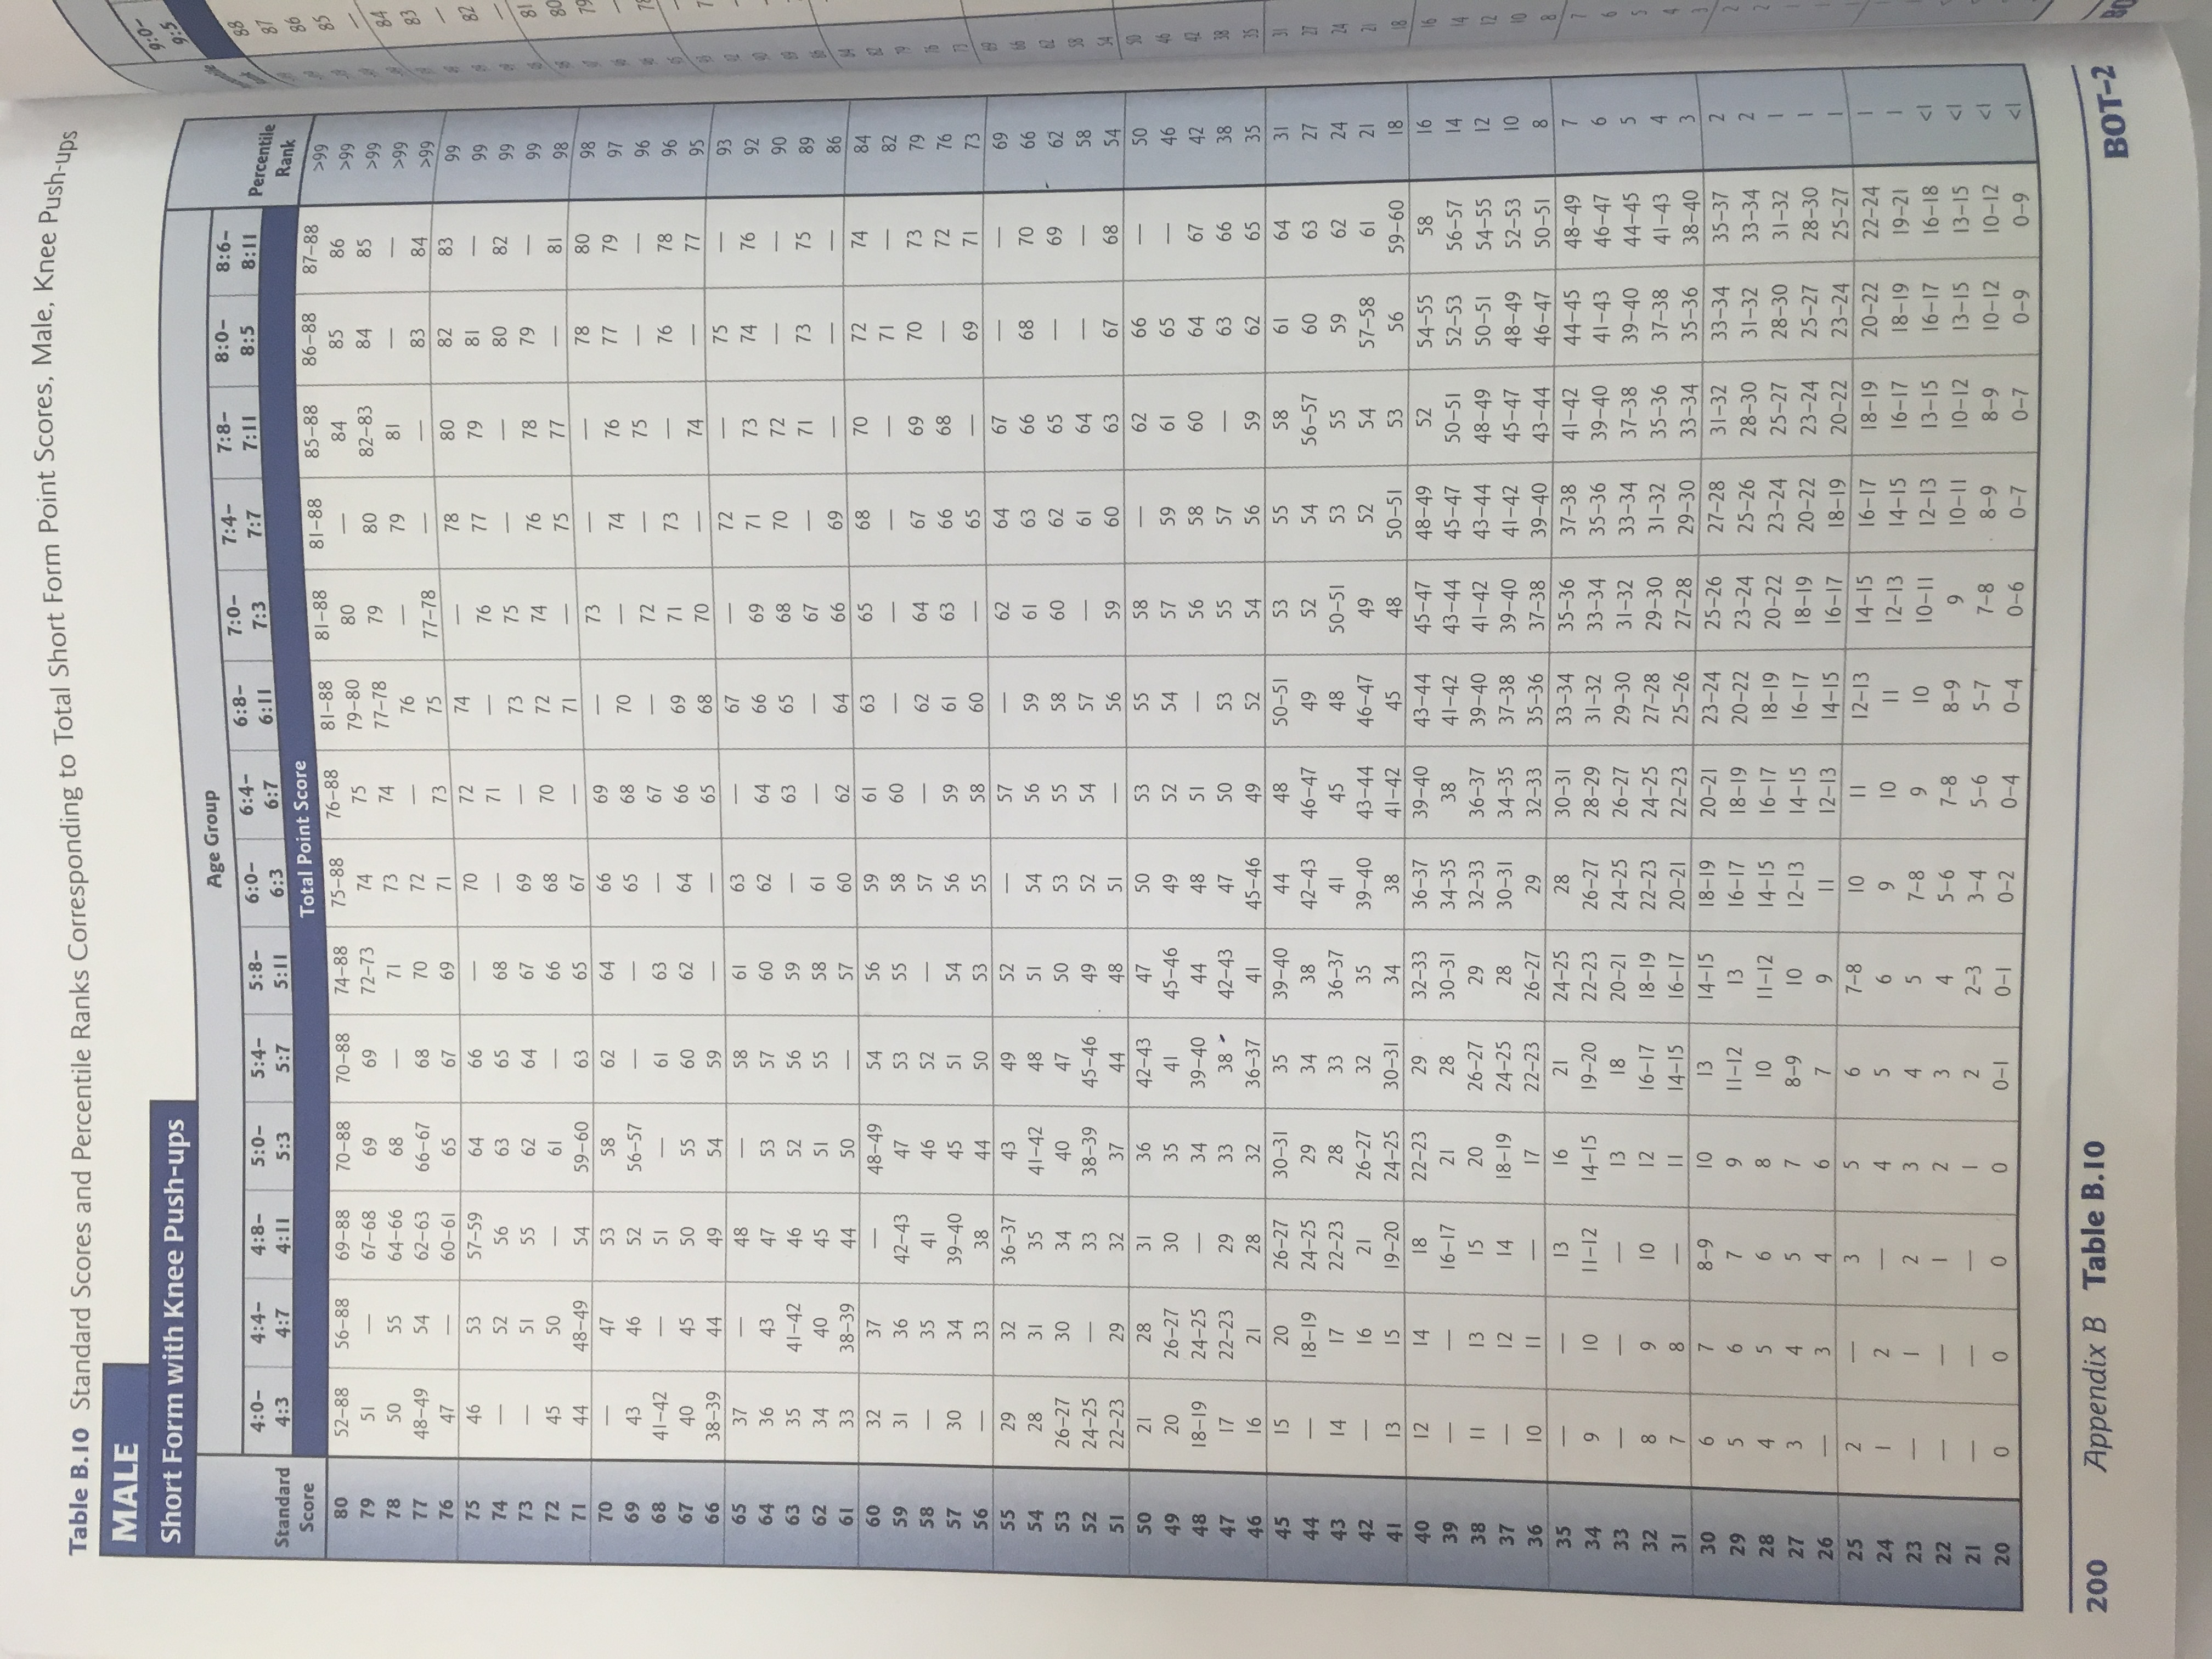 Table B.10 Standard Scores and Percentile Ranks Corresponding to Total Short Form Point Scores, Male, Knee Push-ups
MALE
Short Form with Knee Push-ups
Age Group
Standard Score 4:0–4:3 4:4–4:7 4:8–4:11 5:0–5:3 5:4–5:7 5:8–5:11 6:0–6:3 6:4–6:7 6:8–6:11 7:0–7:3 7:4–7:7 7:8–7:11 8:0–8:5 8:6–8:11 Percentile Rank
Total Point Score
80 52–88 56–88 69–88 70–88 70–88 74–88 75–88 76–88 81–88 81–88 81–88 85–88 86–88 87–88 >99
79 51 — 67–68 69 69 72–73 74 75 79–80 80 — 84 85 86 >99
78 50 55 64–66 68 — 71 73 74 77–78 79 80 82–83 84 85 >99
77 48–49 54 62–63 66–67 68 70 72 — 76 — 79 81 — — >99
76 47 — 60–61 65 67 69 71 73 75 77–78 — — 83 84 >99
75 46 53 57–59 64 66 — 70 72 74 — 78 80 82 83 99
74 — 52 56 63 65 68 — 71 — 76 77 79 81 — 99
73 — 51 55 62 64 67 69 — 73 75 — — 80 82 99
72 45 50 — 61 — 66 68 70 72 74 76 78 79 — 99
71 44 48–49 54 59–60 63 65 67 — 71 — 75 77 — 81 98
70 — 47 53 58 62 64 66 69 — 73 — — 78 80 98
69 43 46 52 56–57 — — 65 68 70 — 74 76 77 79 97
68 41–42 — 51 — 61 63 — 67 — 72 — 75 — — 96
67 40 45 50 55 60 62 64 66 69 71 73 — 76 78 96
66 38–39 44 49 54 59 — — 65 68 70 — 74 — 77 95
65 37 — 48 — 58 61 63 — 67 — 72 — 75 — 93
64 36 43 47 53 57 60 62 64 66 69 71 73 74 76 92
63 35 41–42 46 52 56 59 — 63 65 68 70 72 — — 90
62 34 40 45 51 55 58 61 — — 67 — 71 73 75 89
61 33 38–39 44 50 — 57 60 62 64 66 69 — — — 86
60 32 37 — 48–49 54 56 59 61 63 65 68 70 72 74 84
59 31 36 42–43 47 53 55 58 60 — — — — 71 — 82
58 — 35 41 46 52 — 57 — 62 64 67 69 70 73 79
57 30 34 39–40 45 51 54 56 59 61 63 66 68 — 72 76
56 — 33 38 44 50 53 55 58 60 — 65 — 69 71 73
55 29 32 36–37 43 49 52 — 57 — 62 64 67 — — 69
54 28 31 35 41–42 48 51 54 56 59 61 63 66 68 70 66
53 26–27 30 34 40 47 50 53 55 58 60 62 65 — 69 62
52 24–25 — 33 38–39 45–46 49 52 54 57 — 61 64 — — 58
51 22–23 29 32 37 44 48 51 — 56 59 60 63 67 68 54
50 21 28 31 36 42–43 47 50 53 55 58 — 62 66 — 50
49 20 26–27 30 35 41 45–46 49 52 54 57 59 61 65 — 46
48 18–19 24–25 — 34 39–40 44 48 51 — 56 58 60 64 67 42
47 17 22–23 29 33 38 42–43 47 50 53 55 57 — 63 66 38
46 16 21 28 32 36–37 41 45–46 49 52 54 56 59 62 65 35
45 15 20 26–27 30–31 35 39–40 44 48 50–51 53 55 58 61 64 31
44 — 18–19 24–25 29 34 38 42–43 46–47 49 52 54 56–57 60 63 27
43 14 17 22–23 28 33 36–37 41 45 48 50–51 53 55 59 62 24
42 — 16 21 26–27 32 35 39–40 43–44 46–47 49 52 54 57–58 61 21
41 13 15 19–20 24–25 30–31 34 38 41–42 45 48 50–51 53 56 59–60 18
40 12 14 18 22–23 29 32–33 36–37 39–40 43–44 45–47 48–49 52 54–55 58 16
39 — — 16–17 21 28 30–31 34–35 38 41–42 43–44 45–47 50–51 52–53 56–57 14
38 11 13 15 20 26–27 29 32–33 36–37 39–40 41–42 43–44 48–49 50–51 54–55 12
37 — 12 14 18–19 24–25 28 30–31 34–35 37–38 39–40 41–42 45–47 48–49 52–53 10
36 10 11 — 17 22–23 26–27 29 32–33 35–36 37–38 39–40 43–44 46–47 50–51 8
35 — — 13 16 21 24–25 28 30–31 33–34 35–36 37–38 41–42 44–45 48–49 7
34 9 10 11–12 14–15 19–20 22–23 26–27 28–29 31–32 33–34 35–36 39–40 41–43 46–47 6
33 — — — 13 18 20–21 24–25 26–27 29–30 31–32 33–34 37–38 39–40 44–45 5
32 8 9 10 12 16–17 18–19 22–23 24–25 27–28 29–30 31–32 35–36 37–38 41–43 4
31 7 8 — 11 14–15 16–17 20–21 22–23 25–26 27–28 29–30 33–34 35–36 38–40 3
30 6 7 8–9 10 13 14–15 18–19 20–21 23–24 25–26 27–28 31–32 33–34 35–37 2
29 5 6 7 9 11–12 13 16–17 18–19 20–22 23–24 25–26 28–30 31–32 33–34 2
28 4 5 6 8 10 11–12 14–15 16–17 18–19 20–22 23–24 25–27 28–30 31–32 1
27 3 4 5 7 8–9 10 12–13 14–15 16–17 18–19 20–22 23–24 25–27 28–30 1
26 — 3 4 6 7 9 11 12–13 14–15 16–17 18–19 20–22 23–24 25–27 1
25 2 — 3 5 6 7–8 10 11 12–13 14–15 16–17 18–19 20–22 22–24 1
24 1 2 — 4 5 6 9 10 11 12–13 14–15 16–17 18–19 19–21 1
23 — 1 2 3 4 5 7–8 9 10 10–11 12–13 13–15 16–17 16–18 <1
22 — — 1 2 3 4 5–6 7–8 8–9 9 10–11 10–12 13–15 13–15 <1
21 — — — 1 2 2–3 3–4 5–6 5–7 7–8 8–9 8–9 10–12 10–12 <1
20 0 0 0 0 0–1 0–1 0–2 0–4 0–4 0–6 0–7 0–7 0–9 0–9 <1
200 Appendix B Table B.10
BOT–2